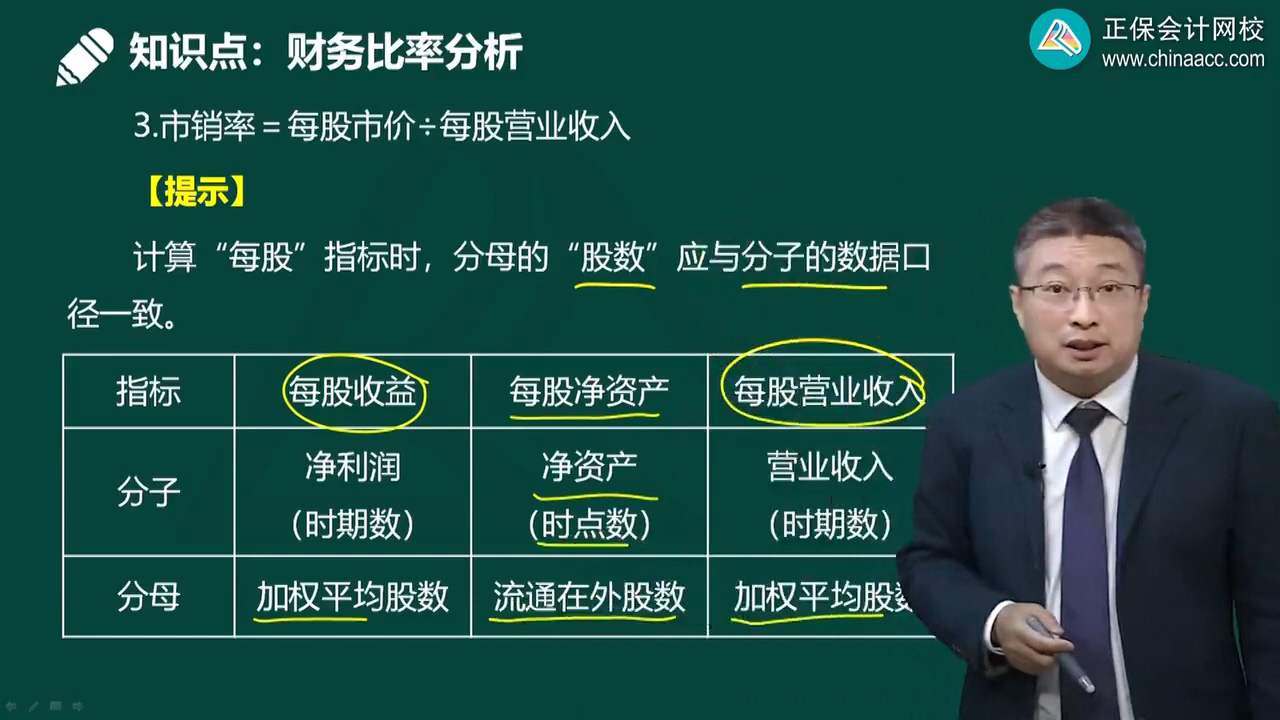 知识点：财务比率分析
正保会计网校
www.chinaacc.com
3.市销率＝每股市价÷每股营业收入
【提示】
计算“每股”指标时，分母的“股数”应与分子的数据口
径一致。
指标 每股收益 每股净资产 每股营业收入
分子 净利润 净资产 营业收入
（时期数） （时点数） （时期数）
分母 加权平均股数 流通在外股数 加权平均股数